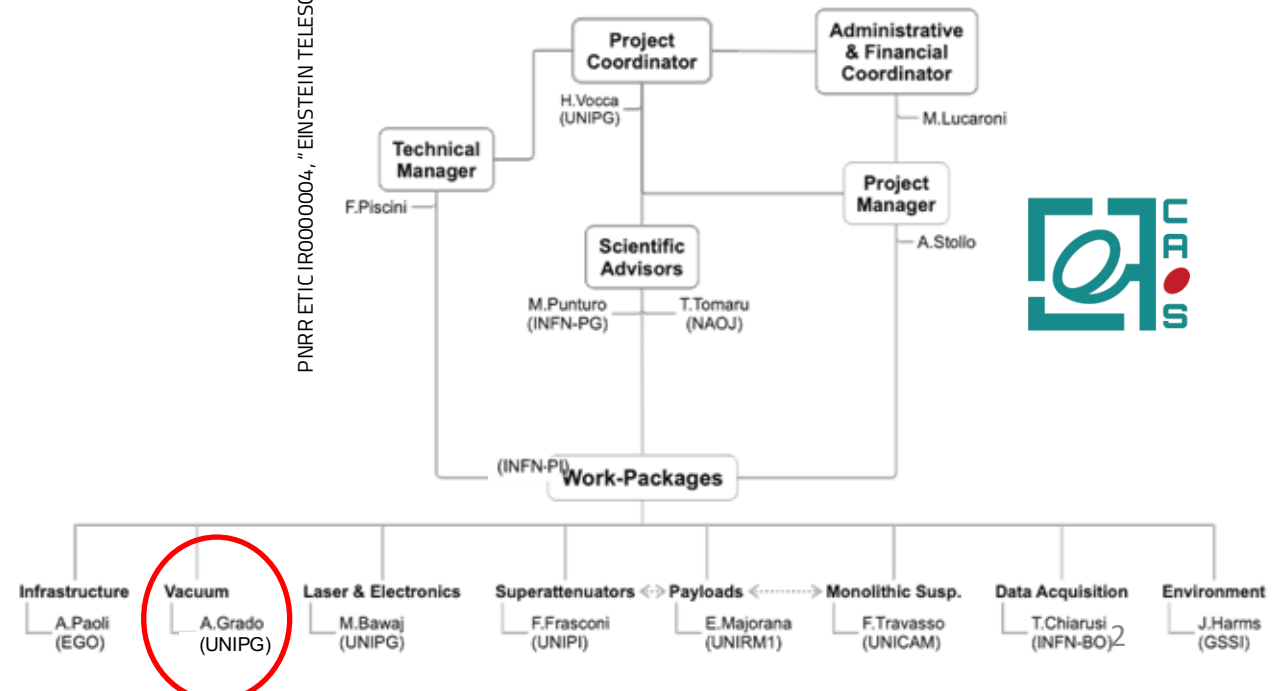 PNRR ETIC IR0000004, "EINSTEIN TELESC
Project
Coordinator
Administrative
& Financial
Coordinator
H.Vocca
(UNIPG)
M.Lucaroni
Technical
Manager
F.Piscini
Project
Manager
A.Stollo
Scientific
Advisors
M.Punturo
(INFN-PG)
T.Tomaru
(NAOJ)
CA S
(INFN-PI)
Work-Packages
Infrastructure
A.Paoli
(EGO)
Vacuum
A.Grado
(UNIPG)
Laser & Electronics
M.Bawaj
(UNIPG)
Superattenuators
F.Frasconi
(UNIPI)
Payloads
E.Majorana
(UNIRM1)
Monolithic Susp.
F.Travasso
(UNICAM)
Data Acquisition
T.Chiarusi
(INFN-BO)
2
Environment
J.Harms
(GSSI)